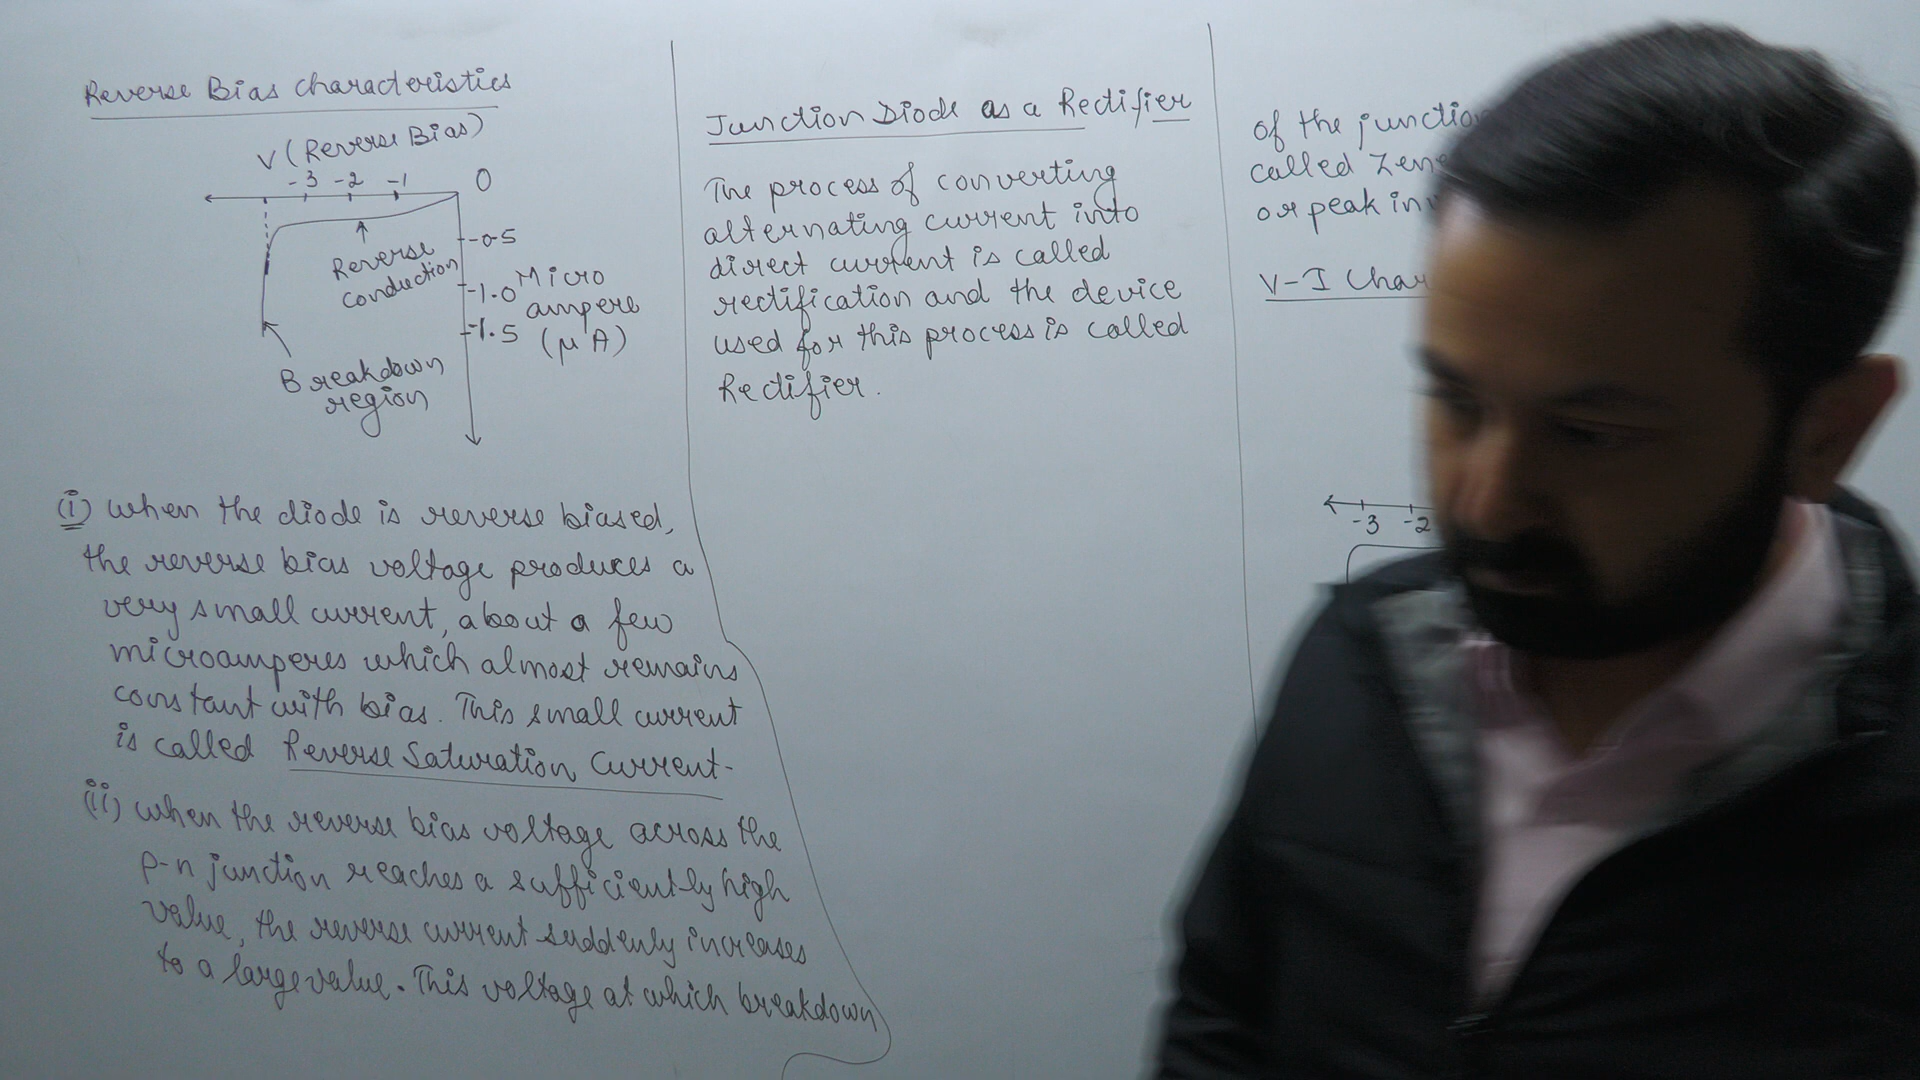 Reverse Bias characteristics
V (Reverse Bias)
-3 -2 -1 0
-0.5
Reverse
conduction
-1.0 Micro
ampere
-1.5 (μA)
Breakdown
region
(i) when the diode is reverse biased,
the reverse bias voltage produces a
very small current, about a few
microamperes which almost remains
constant with bias. This small current
is called Reverse Saturation Current-
(ii) when the reverse bias voltage across the
p-n junction reaches a sufficiently high
value, the reverse current suddenly increases
to a large value. This voltage at which breakdown
Junction Diode as a Rectifier
The process of converting
alternating current into
direct current is called
rectification and the device
used for this process is called
Rectifier.
of the
called
or peak
V-I
-3 -2